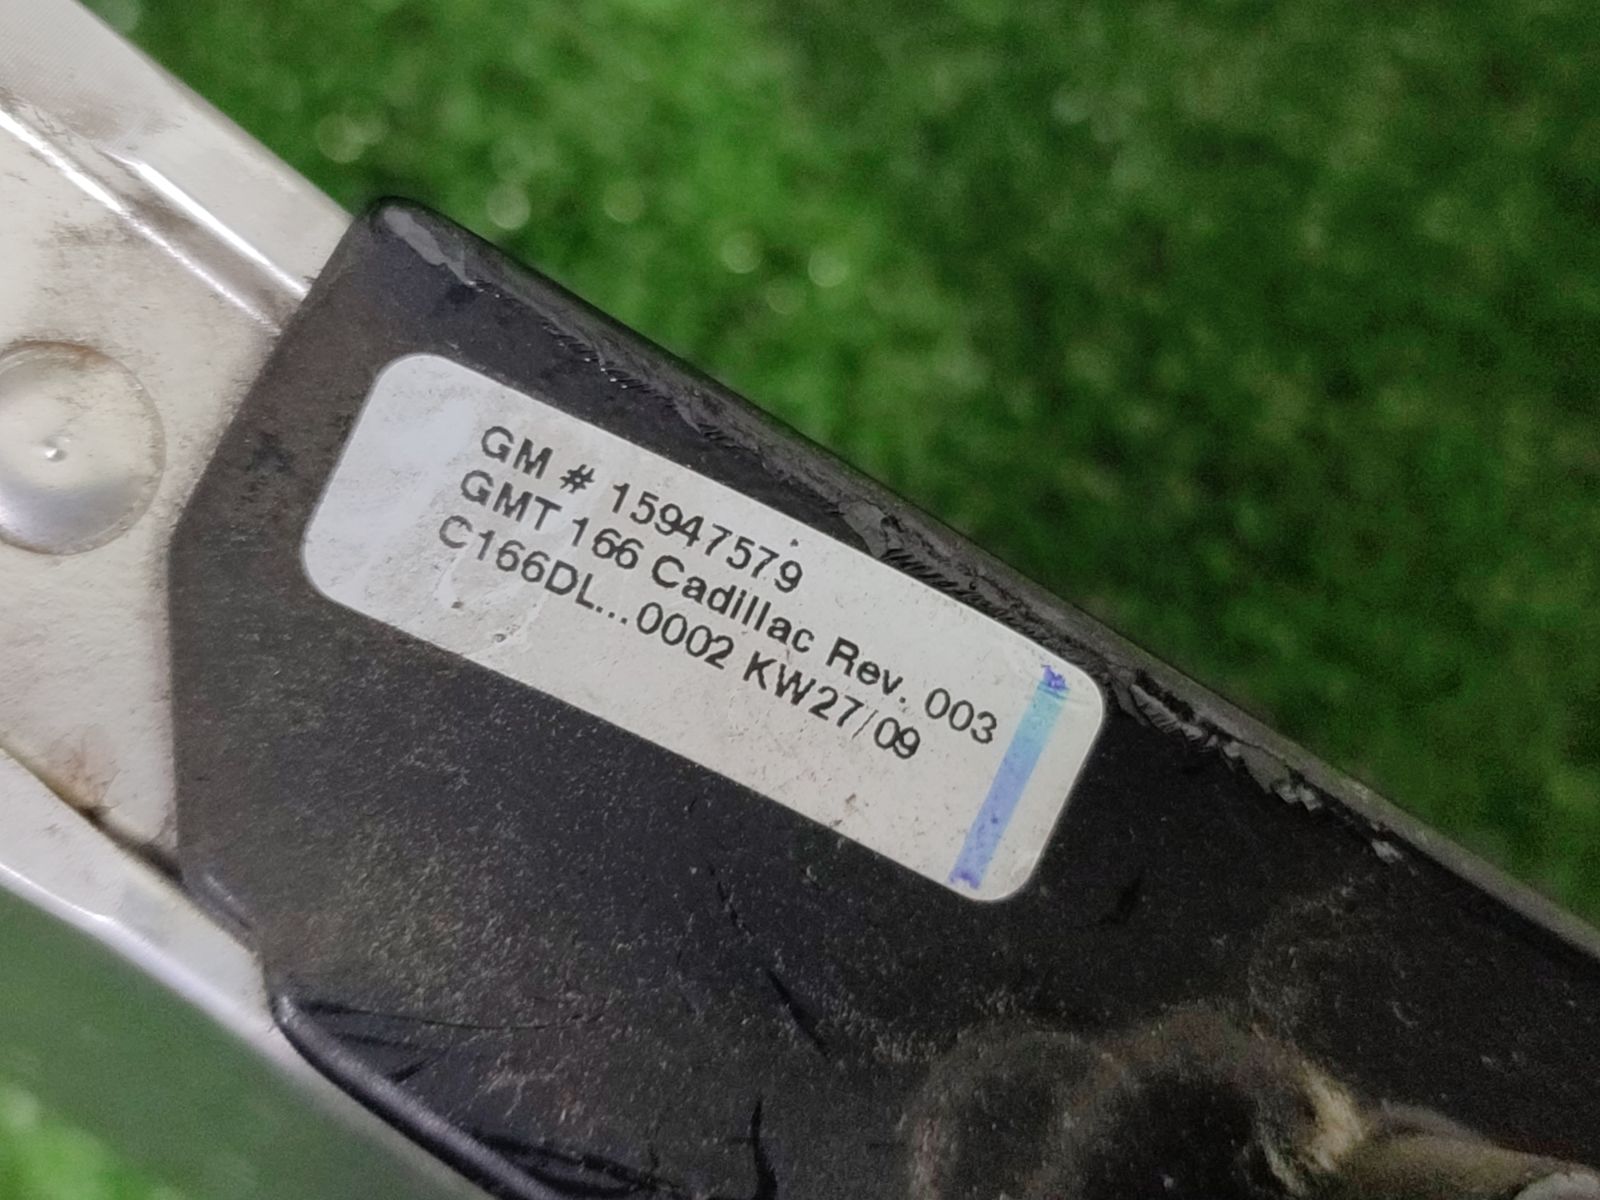 GM # 15947579
GMT 166 Cadillac Rev. 003
C166DL...0002 KW27/09